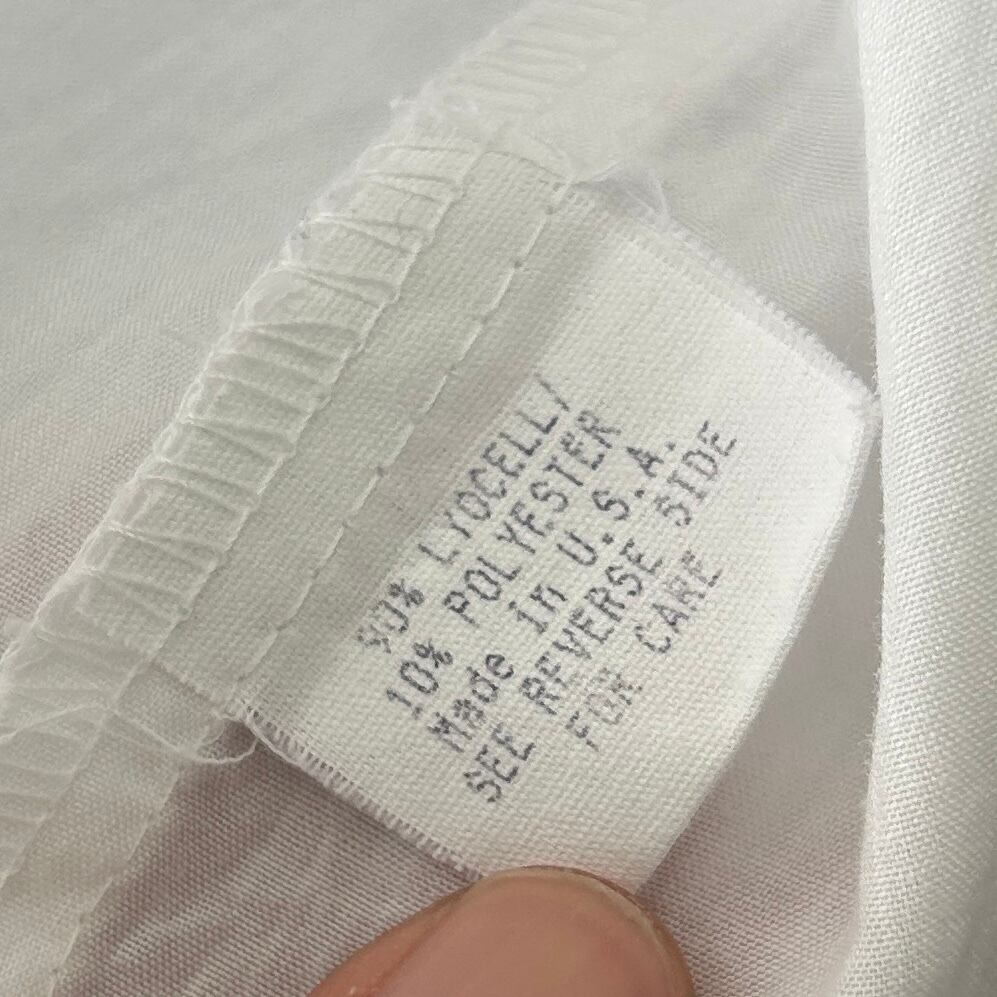 90% LYOCELL/
10% POLYESTER
Made in U.S.A.
SEE REVERSE SIDE
FOR CARE